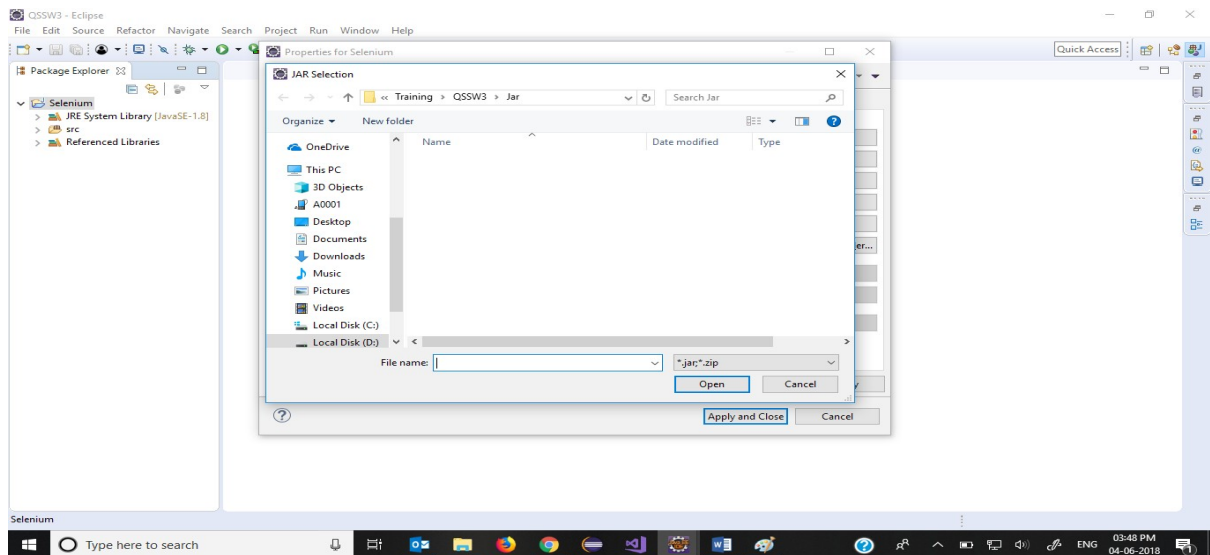 QSSW3 - Eclipse
File Edit Source Refactor Navigate Search Project Run Window Help
Quick Access
Package Explorer
Selenium
JRE System Library [JavaSE-1.8]
src
Referenced Libraries
Properties for Selenium
JAR Selection
« Training > QSSW3 > Jar
Search Jar
Organize
New folder
Name Date modified Type
OneDrive
This PC
3D Objects
A0001
Desktop
Documents
Downloads
Music
Pictures
Videos
Local Disk (C:)
Local Disk (D:)
er...
File name:
*.jar;*.zip
Open Cancel
y
Apply and Close Cancel
Selenium
Type here to search
ENG
03:48 PM
04-06-2018